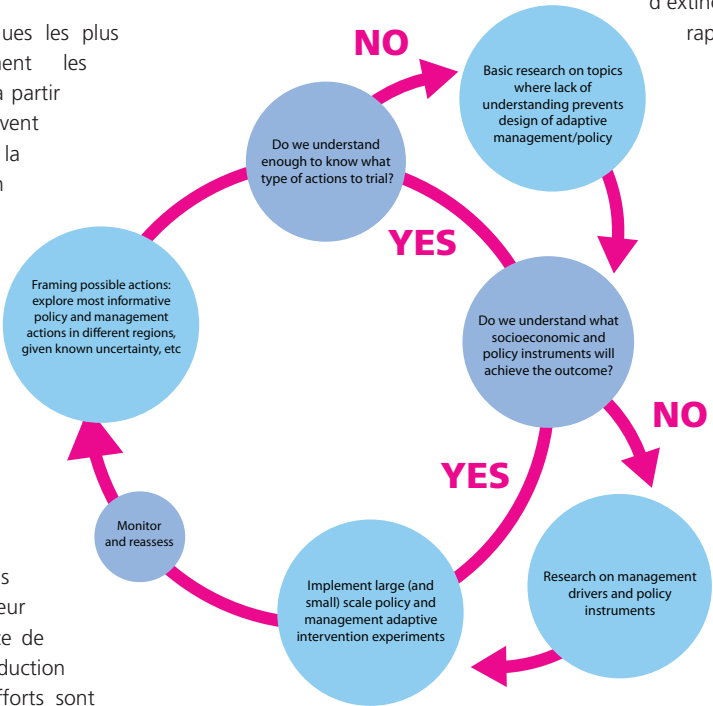 ues les plus
ment les
à partir
vent
la
n
d'extinc
rap
NO
Basic research on topics
where lack of
understanding prevents
design of adaptive
management/policy
Do we understand
enough to know what
type of actions to trial?
YES
Framing possible actions:
explore most informative
policy and management
actions in different regions,
given known uncertainty, etc
Do we understand what
socioeconomic and
policy instruments will
achieve the outcome?
NO
YES
Monitor
and reassess
Implement large (and
small) scale policy and
management adaptive
intervention experiments
Research on management
drivers and policy
instruments
s
eur
e de
duction
fforts sont